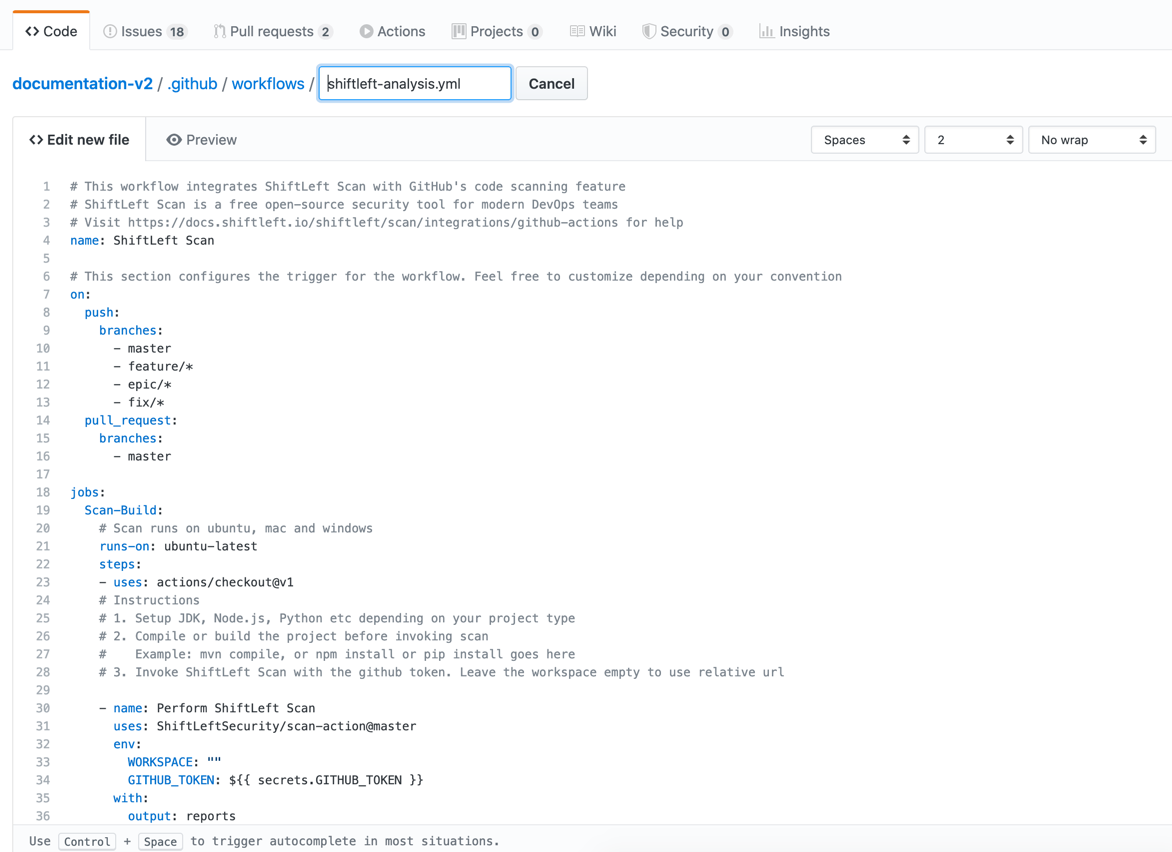 Code Issues 18 Pull requests 2 Actions Projects 0 Wiki Security 0 Insights
documentation-v2 / .github / workflows / shiftleft-analysis.yml Cancel
<> Edit new file Preview Spaces 2 No wrap
1 # This workflow integrates ShiftLeft Scan with GitHub's code scanning feature
2 # ShiftLeft Scan is a free open-source security tool for modern DevOps teams
3 # Visit https://docs.shiftleft.io/shiftleft/scan/integrations/github-actions for help
4 name: ShiftLeft Scan
5
6 # This section configures the trigger for the workflow. Feel free to customize depending on your convention
7 on:
8   push:
9     branches:
10       - master
11       - feature/*
12       - epic/*
13       - fix/*
14   pull_request:
15     branches:
16       - master
17
18 jobs:
19   Scan-Build:
20     # Scan runs on ubuntu, mac and windows
21     runs-on: ubuntu-latest
22     steps:
23     - uses: actions/checkout@v1
24     # Instructions
25     # 1. Setup JDK, Node.js, Python etc depending on your project type
26     # 2. Compile or build the project before invoking scan
27     #    Example: mvn compile, or npm install or pip install goes here
28     # 3. Invoke ShiftLeft Scan with the github token. Leave the workspace empty to use relative url
29
30     - name: Perform ShiftLeft Scan
31       uses: ShiftLeftSecurity/scan-action@master
32       env:
33         WORKSPACE: ""
34         GITHUB_TOKEN: ${{ secrets.GITHUB_TOKEN }}
35       with:
36         output: reports
Use Control + Space to trigger autocomplete in most situations.